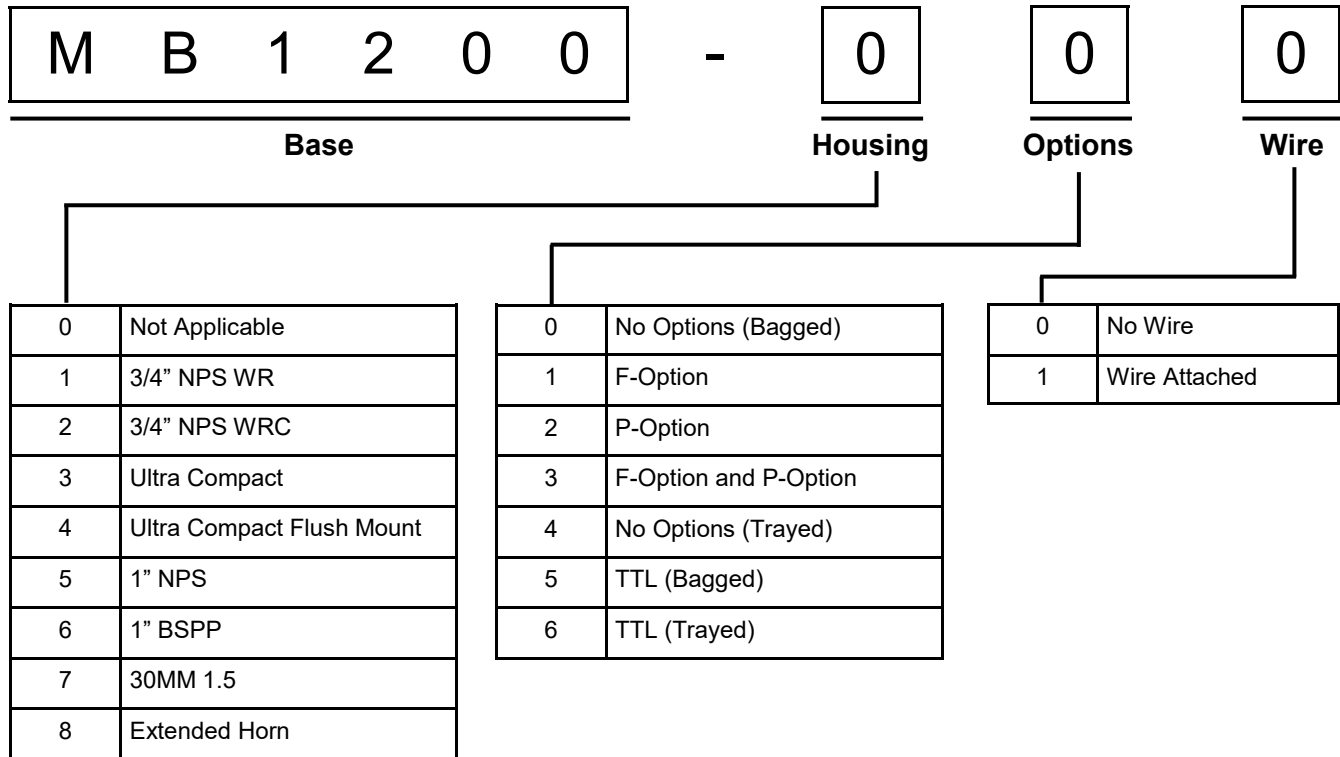 M B 1 2 0 0 - 0 0 0
Base Housing Options Wire
0 Not Applicable
1 3/4” NPS WR
2 3/4” NPS WRC
3 Ultra Compact
4 Ultra Compact Flush Mount
5 1” NPS
6 1” BSPP
7 30MM 1.5
8 Extended Horn
0 No Options (Bagged)
1 F-Option
2 P-Option
3 F-Option and P-Option
4 No Options (Trayed)
5 TTL (Bagged)
6 TTL (Trayed)
0 No Wire
1 Wire Attached